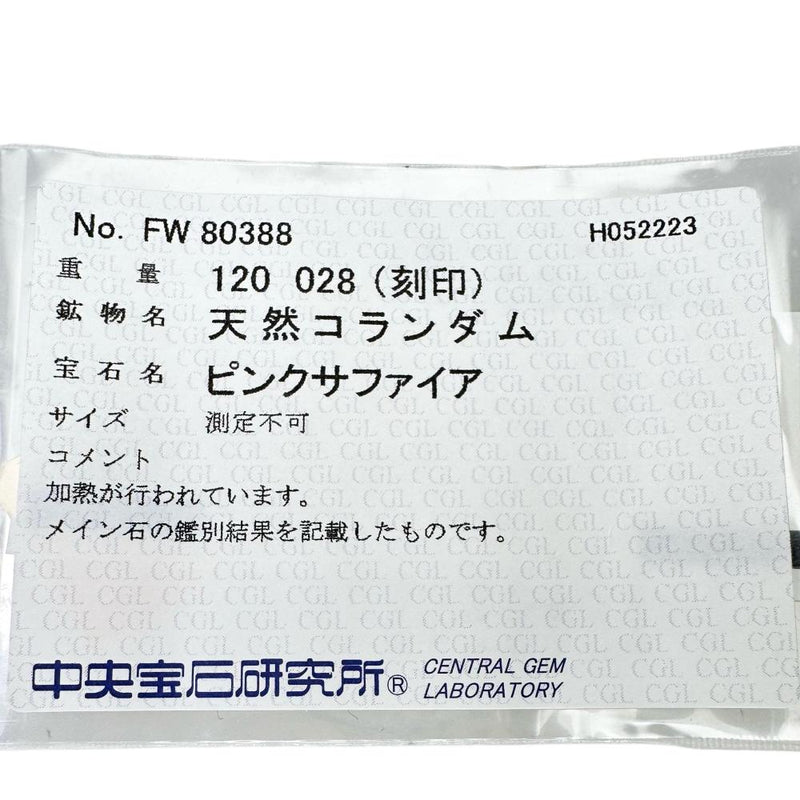 No. FW 80388 H052223
重量 120 028 (刻印)
鉱物名 天然コランダム
宝石名 ピンクサファイア
サイズ 測定不可
コメント
加熱が行われています。
メイン石の鑑別結果を記載したものです。
中央宝石研究所® CENTRAL GEM
LABORATORY